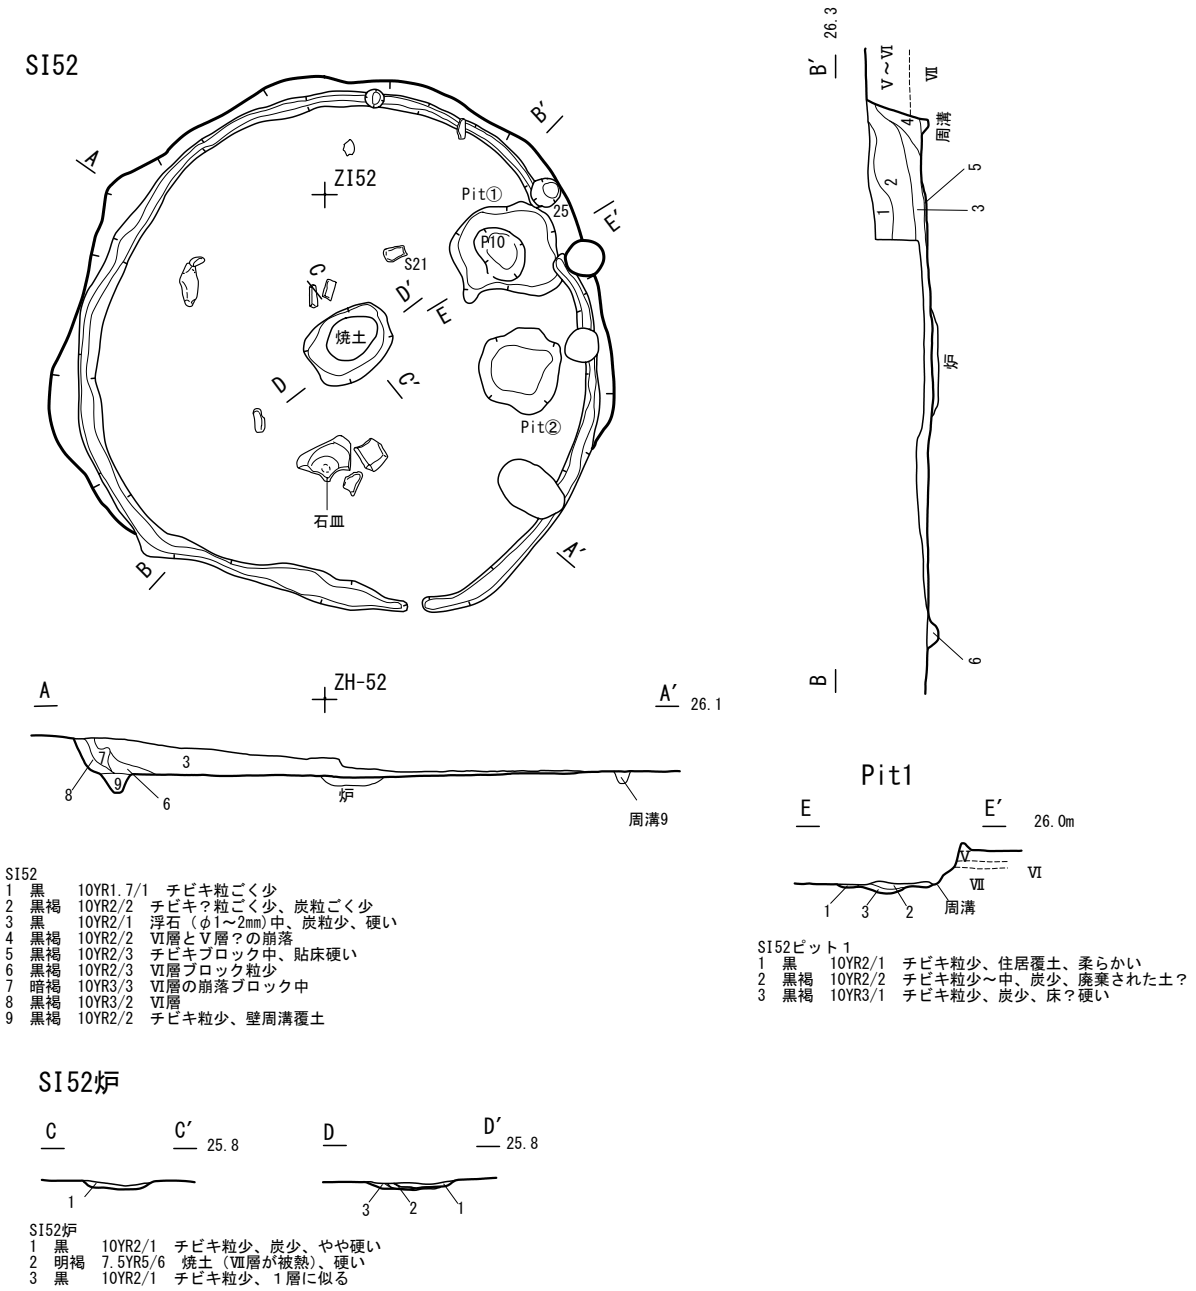 SI52
A
B′
ZI52
Pit①
25
E′
P10
S21
C
D′
E
焼土
D
C′
Pit②
石皿
A′
B
ZH-52
A
A′ 26.1
7
3
9
8
6
炉
周溝9
B′ 26.3
Ⅴ～Ⅵ
Ⅶ
4
周溝
2
1
5
3
炉
6
B
Pit1
E
E′ 26.0m
Ⅴ
Ⅵ
Ⅶ
1
3
2
周溝
SI52
1 黒 10YR1.7/1 チビキ粒ごく少
2 黒褐 10YR2/2 チビキ？粒ごく少、炭粒ごく少
3 黒 10YR2/1 浮石（φ1～2㎜)中、炭粒少、硬い
4 黒褐 10YR2/2 Ⅵ層とⅤ層？の崩落
5 黒褐 10YR2/3 チビキブロック中、貼床硬い
6 黒褐 10YR2/3 Ⅵ層ブロック粒少
7 暗褐 10YR3/3 Ⅵ層の崩落ブロック中
8 黒褐 10YR3/2 Ⅵ層
9 黒褐 10YR2/2 チビキ粒少、壁周溝覆土
SI52ピット１
1 黒 10YR2/1 チビキ粒少、住居覆土、柔らかい
2 黒褐 10YR2/2 チビキ粒少～中、炭少、廃棄された土？
3 黒褐 10YR3/1 チビキ粒少、炭少、床？硬い
SI52炉
C
C′ 25.8
1
D
D′ 25.8
3
2
1
SI52炉
1 黒 10YR2/1 チビキ粒少、炭少、やや硬い
2 明褐 7.5YR5/6 焼土（Ⅶ層が被熱)、硬い
3 黒 10YR2/1 チビキ粒少、１層に似る